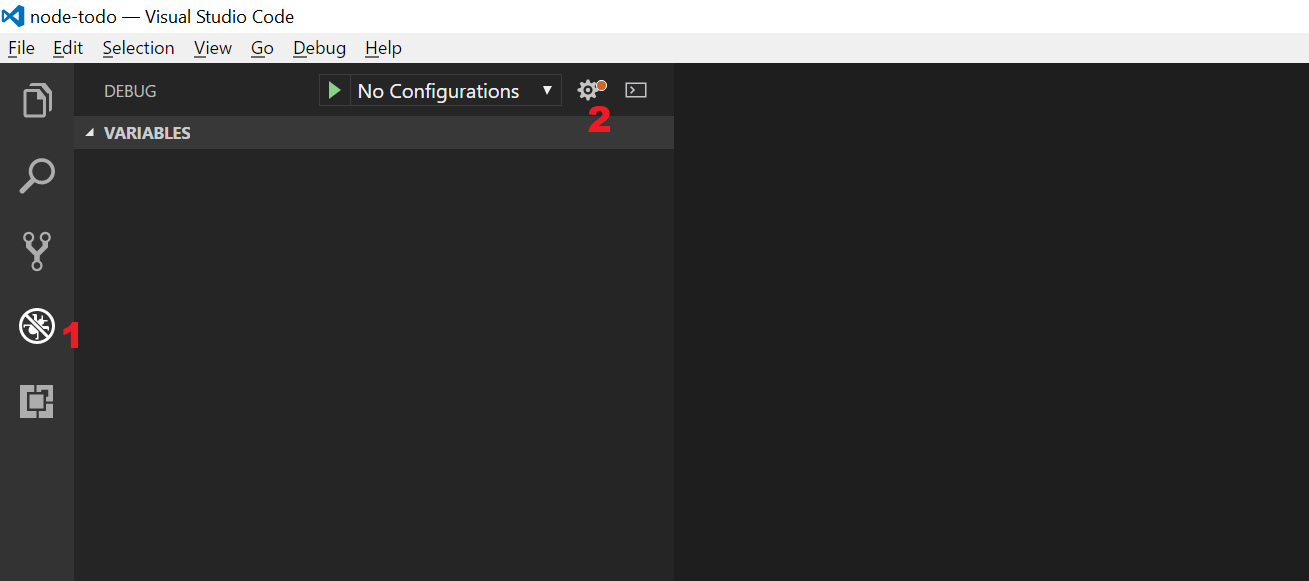 node-todo — Visual Studio Code
File Edit Selection View Go Debug Help
DEBUG No Configurations
2
VARIABLES
1